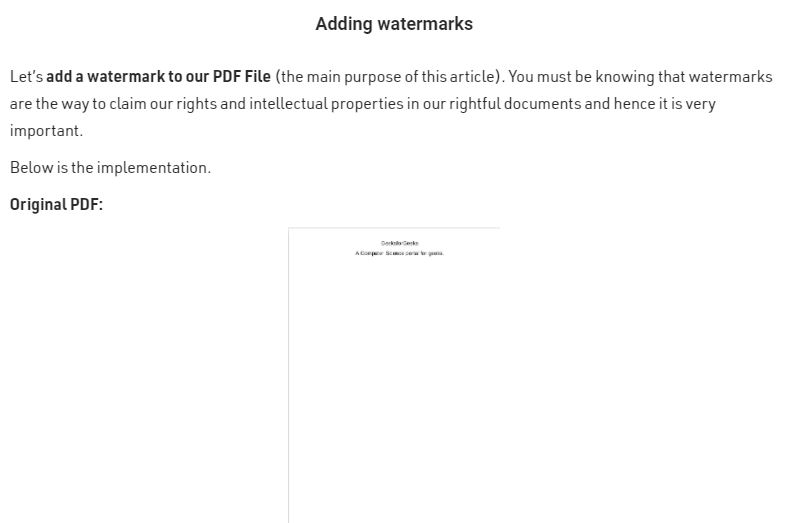 Adding watermarks
Let's add a watermark to our PDF File (the main purpose of this article). You must be knowing that watermarks
are the way to claim our rights and intellectual properties in our rightful documents and hence it is very
important.
Below is the implementation.
Original PDF:
GeeksforGeeks
A Computer Science portal for geeks.